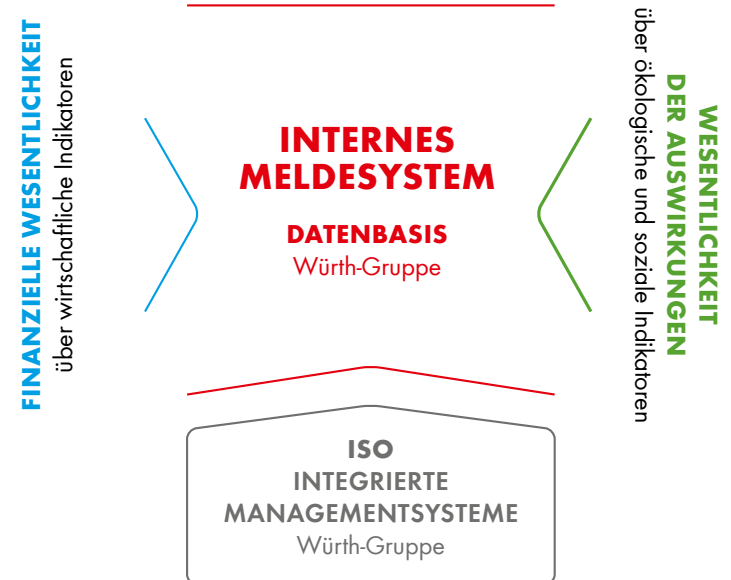 FINANZIELLE WESENTLICHKEIT
über wirtschaftliche Indikatoren
INTERNES
MELDESYSTEM
DATENBASIS
Würth-Gruppe
WESENTLICHKEIT
DER AUSWIRKUNGEN
über ökologische und soziale Indikatoren
ISO
INTEGRIERTE
MANAGEMENTSYSTEME
Würth-Gruppe